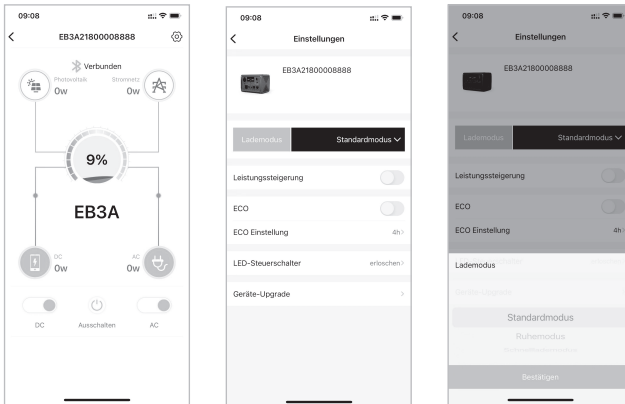 09:08
EB3A21800008888
Verbunden
Photovoltaik
0w
Stromnetz
0w
9%
EB3A
DC
0w
AC
0w
DC
Ausschalten
AC
09:08
Einstellungen
EB3A21800008888
Lademodus
Standardmodus
Leistungssteigerung
ECO
ECO Einstellung
4h
LED-Steuerschalter
erloschen
Geräte-Upgrade
09:08
Einstellungen
EB3A21800008888
Lademodus
Standardmodus
Leistungssteigerung
ECO
ECO Einstellung
4h
Lademodus
Standardmodus
Ruhemodus
Bestätigen